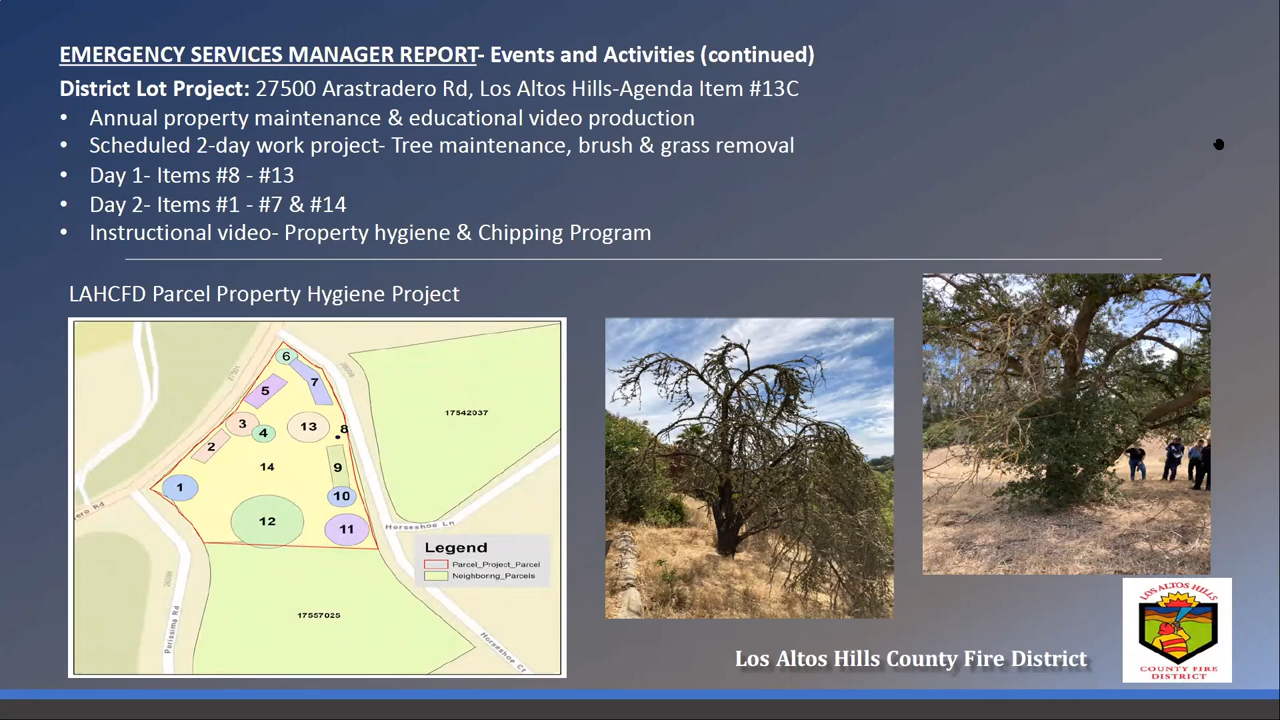 EMERGENCY SERVICES MANAGER REPORT- Events and Activities (continued)
District Lot Project: 27500 Arastradero Rd, Los Altos Hills-Agenda Item #13C
• Annual property maintenance & educational video production
• Scheduled 2-day work project- Tree maintenance, brush & grass removal
• Day 1- Items #8 - #13
• Day 2- Items #1 - #7 & #14
• Instructional video- Property hygiene & Chipping Program
LAHCFD Parcel Property Hygiene Project
6
5
7
17542037
3
4
13
8
2
14
9
1
10
12
11
Horseshoe Ln
Legend
Parcel_Project_Parcel
Neighboring_Parcels
17557025
Purissima Rd
Horseshoe Ct
LOS ALTOS HILLS
COUNTY FIRE
DISTRICT
Los Altos Hills County Fire District